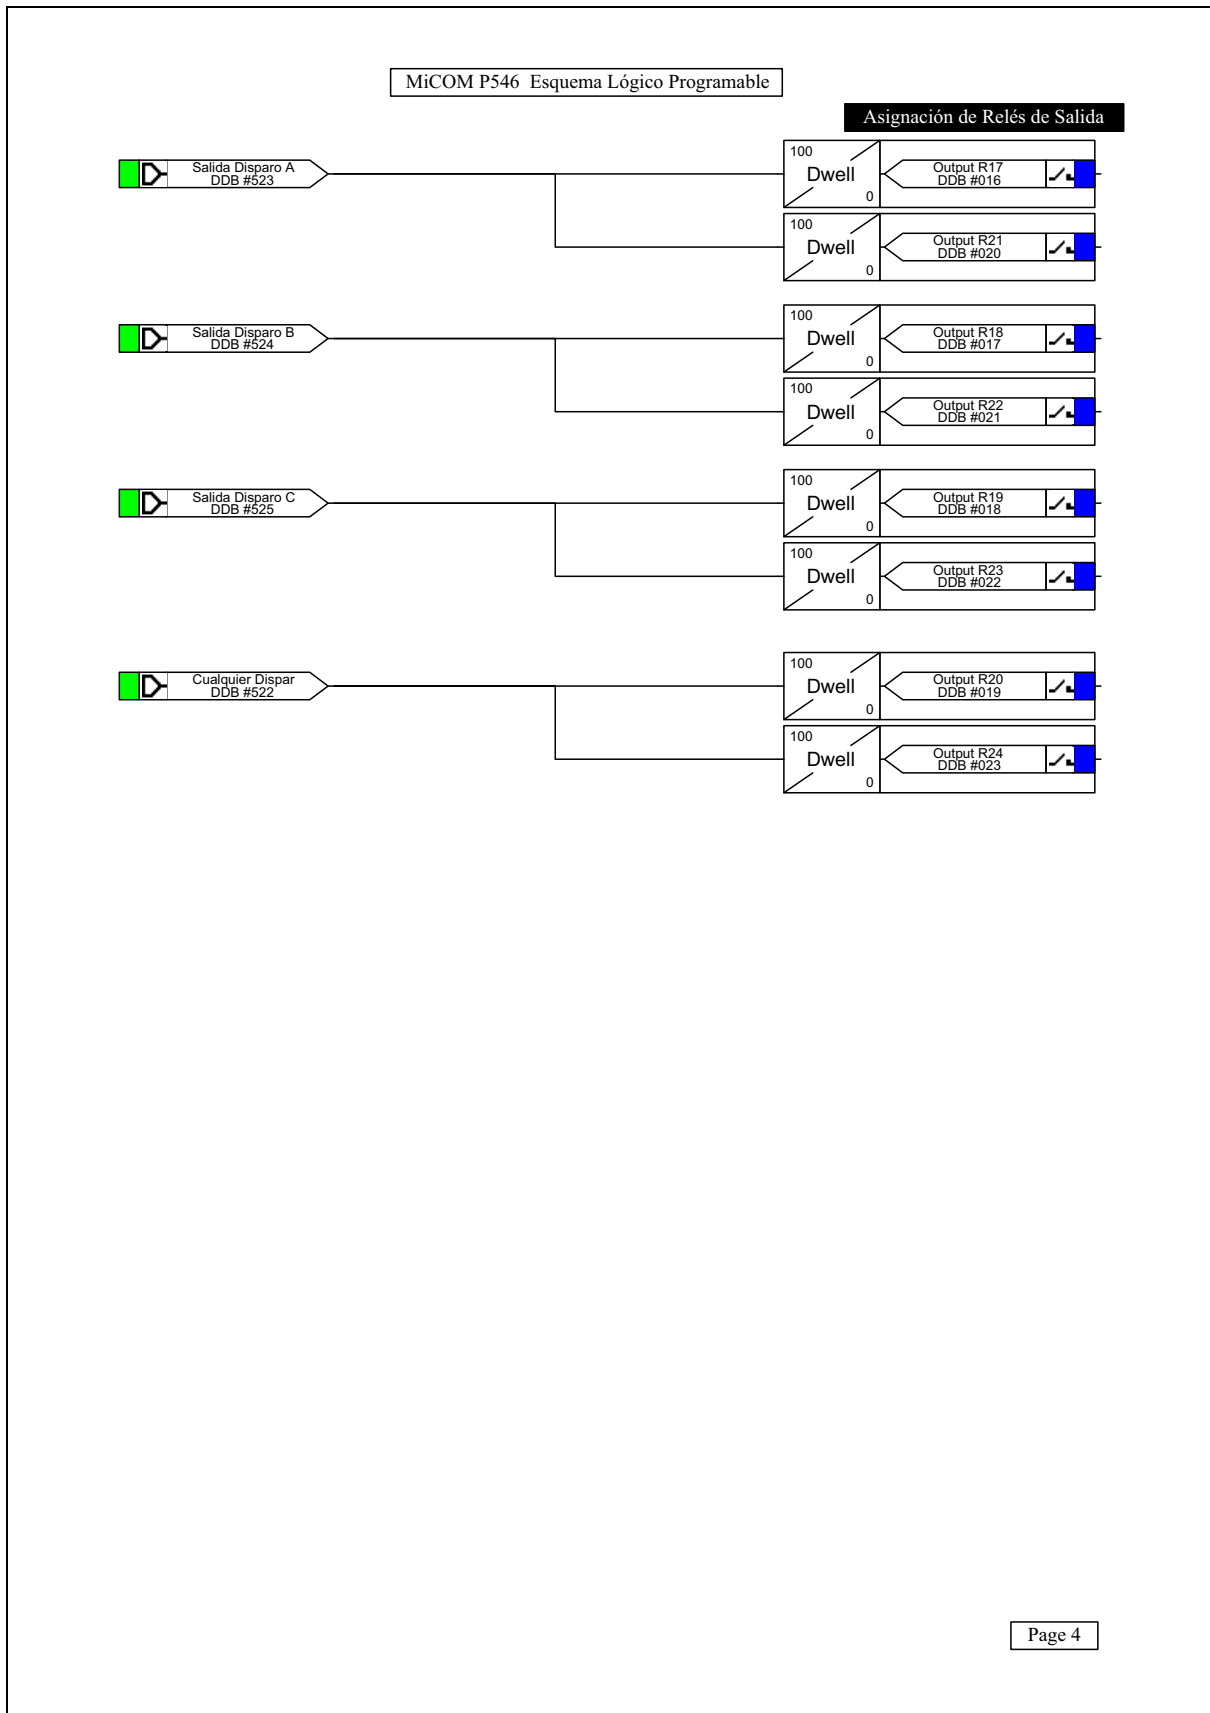 MiCOM P546 Esquema Lógico Programable
Asignación de Relés de Salida
Salida Disparo A
DDB #523
100
Dwell
0
Output R17
DDB #016
100
Dwell
0
Output R21
DDB #020
Salida Disparo B
DDB #524
100
Dwell
0
Output R18
DDB #017
100
Dwell
0
Output R22
DDB #021
Salida Disparo C
DDB #525
100
Dwell
0
Output R19
DDB #018
100
Dwell
0
Output R23
DDB #022
Cualquier Dispar
DDB #522
100
Dwell
0
Output R20
DDB #019
100
Dwell
0
Output R24
DDB #023
Page 4